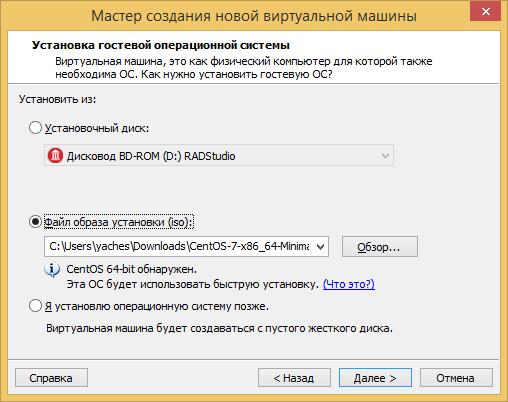 Мастер создания новой виртуальной машины
Установка гостевой операционной системы
Виртуальная машина, это как физический компьютер для которой также
необходима ОС. Как нужно установить гостевую ОС?
Установить из:
Установочный диск:
Дисковод BD-ROM (D:) RADStudio
Файл образа установки (iso):
C:\Users\yaches\Downloads\CentOS-7-x86_64-Minima
Обзор...
CentOS 64-bit обнаружен.
Эта ОС будет использовать быструю установку. (Что это?)
Я установлю операционную систему позже.
Виртуальная машина будет создаваться с пустого жесткого диска.
Справка
< Назад
Далее >
Отмена